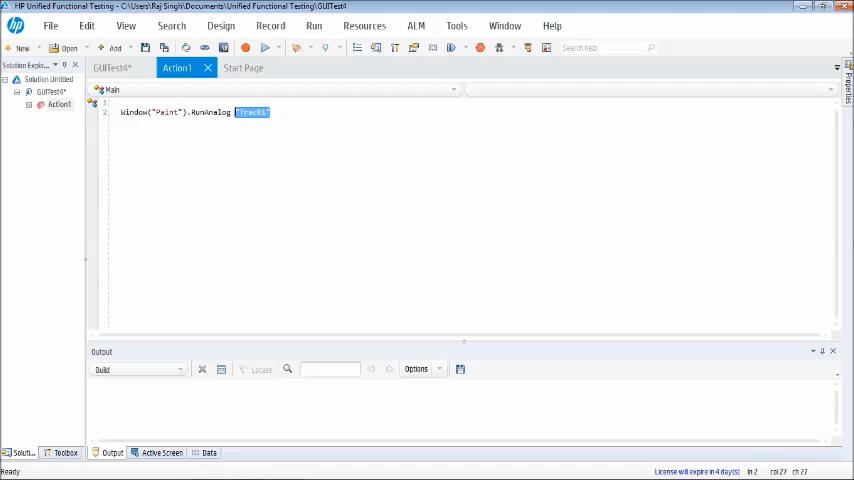 HP Unified Functional Testing - C:\Users\Raj Singh\Documents\Unified Functional Testing\GUITest4
File Edit View Search Design Record Run Resources ALM Tools Window Help
New Open Add Search help
Solution Explo... GUITest4* Action1 Start Page
Solution Untitled
GUITest4*
Action1
Main
1
2 Window("Paint").RunAnalog "Track1"
Properties
Output
Build Locate Options
Soluti... Toolbox Output Active Screen Data
Ready License will expire in 4 day(s) ln 2 col 27 ch 27